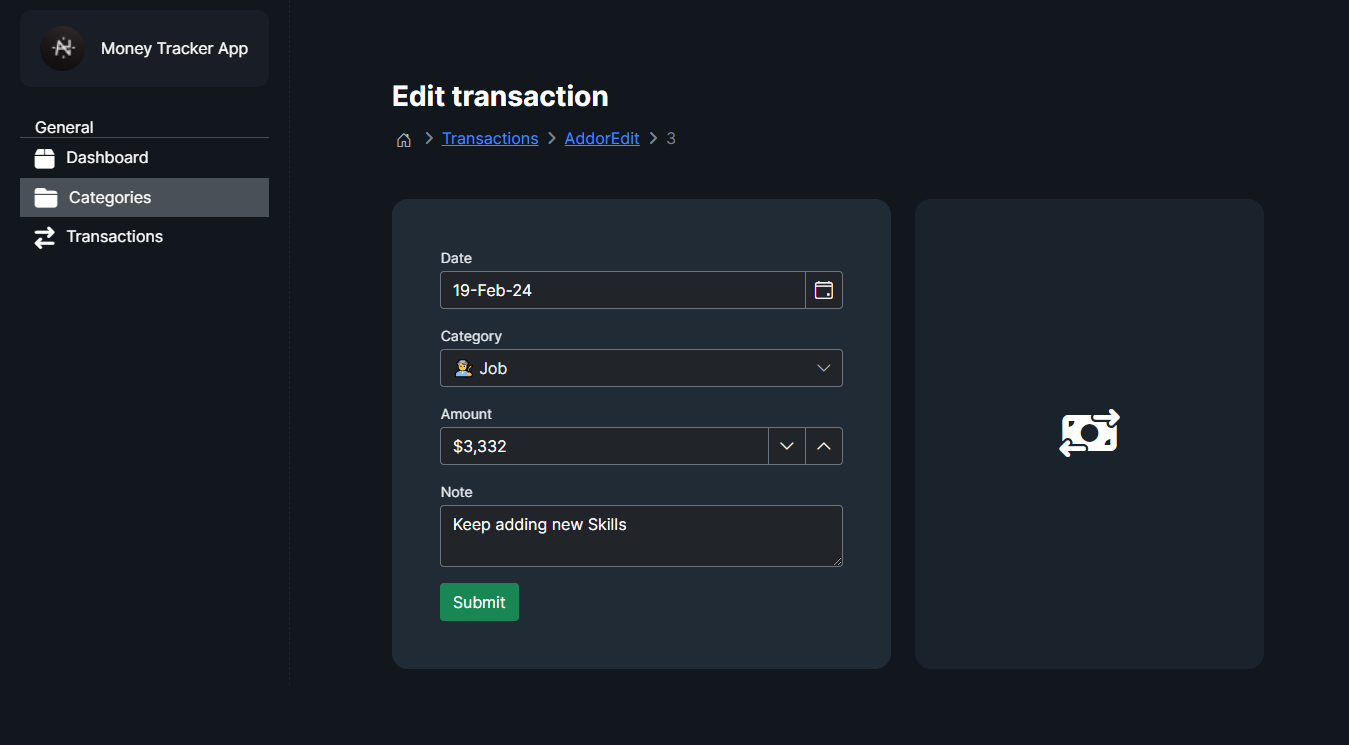 Money Tracker App
General
Dashboard
Categories
Transactions
Edit transaction
Transactions AddorEdit 3
Date
19-Feb-24
Category
Job
Amount
$3,332
Note
Keep adding new Skills
Submit